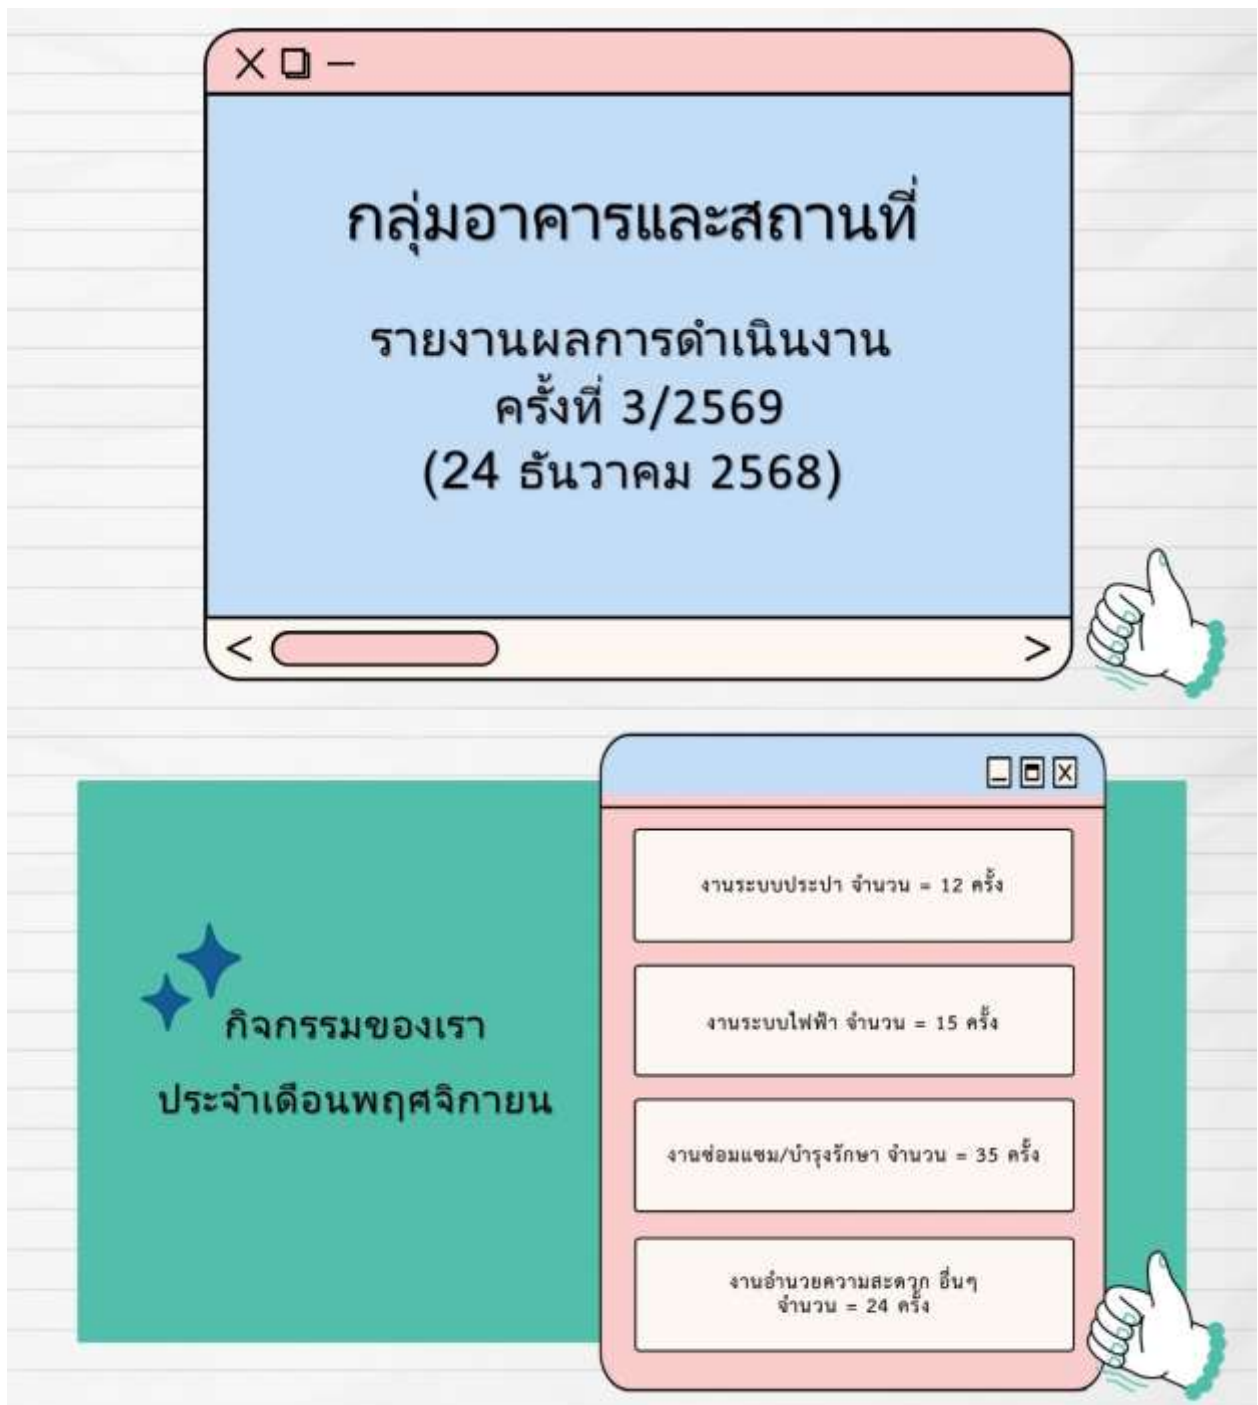 กลุ่มอาคารและสถานที่
รายงานผลการดำเนินงาน
ครั้งที่ 3/2569
(24 ธันวาคม 2568)
กิจกรรมของเรา
ประจำเดือนพฤศจิกายน
งานระบบประปา จำนวน = 12 ครั้ง
งานระบบไฟฟ้า จำนวน = 15 ครั้ง
งานซ่อมแซม/บำรุงรักษา จำนวน = 35 ครั้ง
งานอำนวยความสะดวก อื่นๆ
จำนวน = 24 ครั้ง